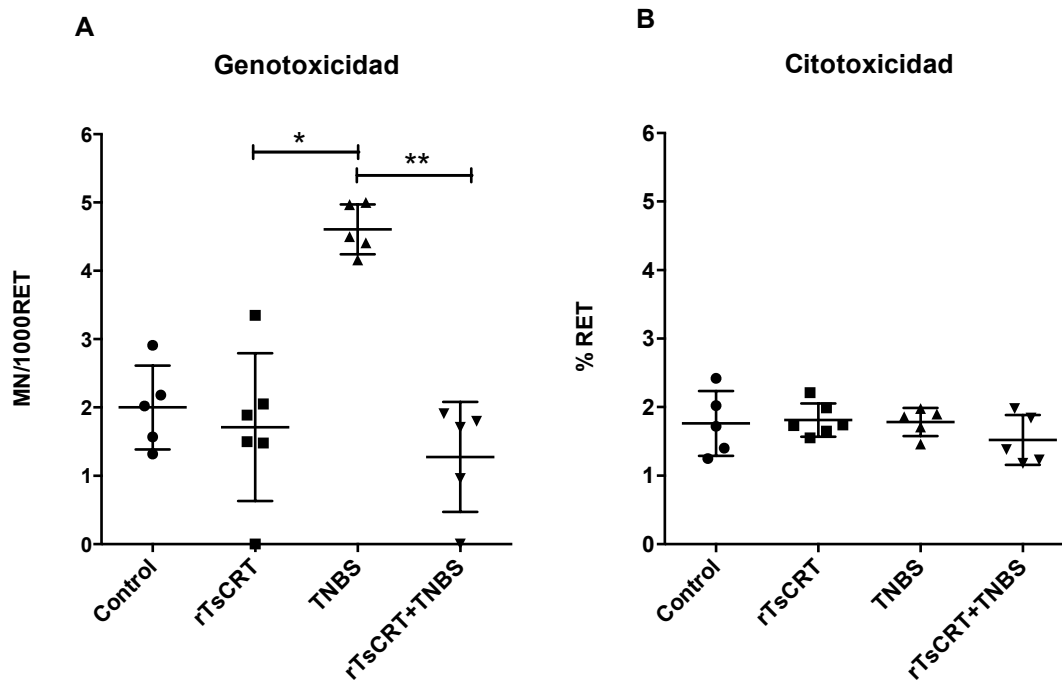 A
Genotoxicidad
MN/1000RET
6
5
4
3
2
1
0
*
**
Control
rTsCRT
TNBS
rTsCRT+TNBS
B
Citotoxicidad
% RET
6
5
4
3
2
1
0
Control
rTsCRT
TNBS
rTsCRT+TNBS